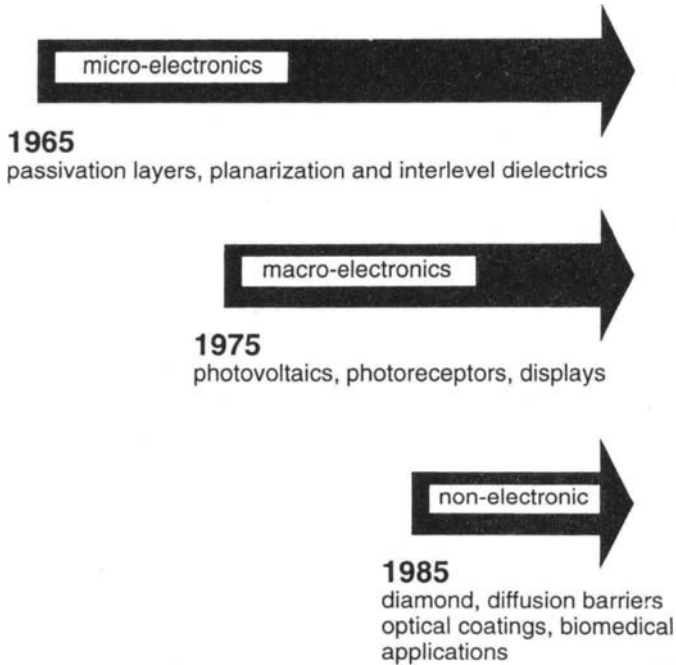 micro-electronics
1965
passivation layers, planarization and interlevel dielectrics
macro-electronics
1975
photovoltaics, photoreceptors, displays
non-electronic
1985
diamond, diffusion barriers
optical coatings, biomedical
applications